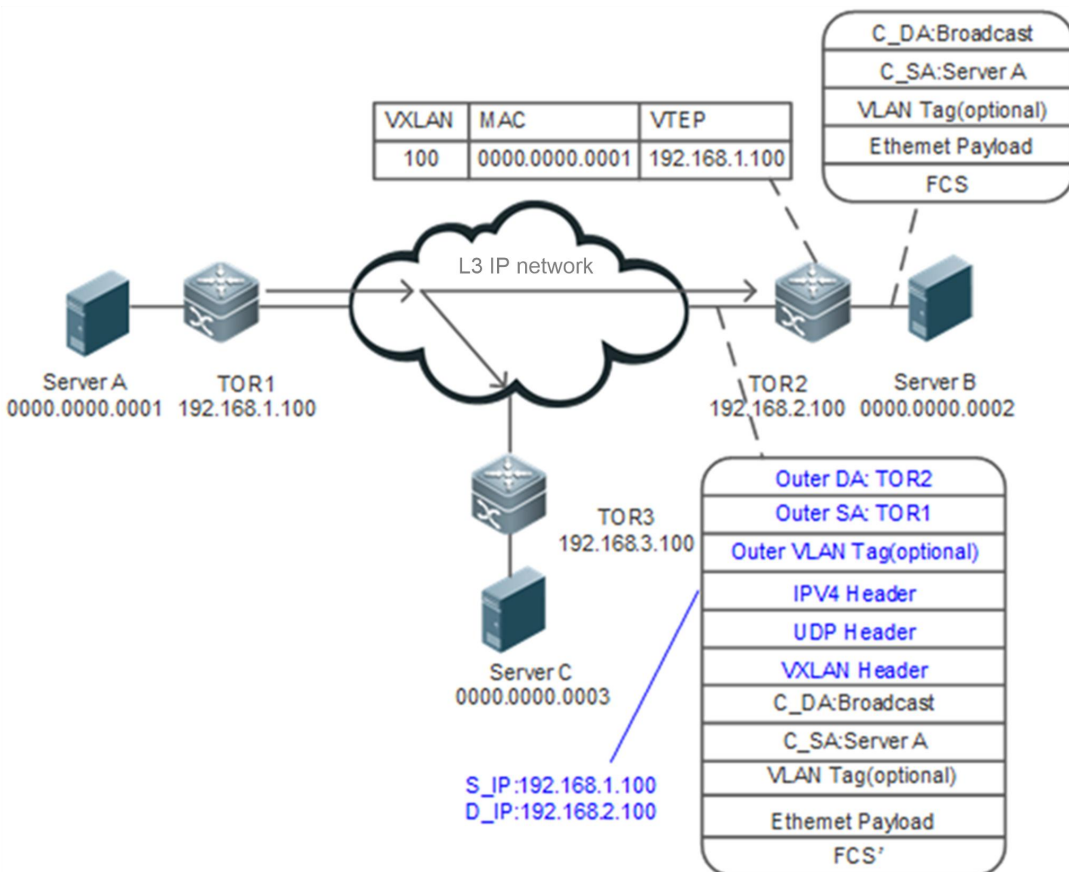 C_DA:Broadcast
C_SA:Server A
VLAN Tag(optional)
Ethemet Payload
FCS
VXLAN MAC VTEP
100 0000.0000.0001 192.168.1.100
L3 IP network
Server A
0000.0000.0001
TOR1
192.168.1.100
TOR2
192.168.2.100
Server B
0000.0000.0002
TOR3
192.168.3.100
Server C
0000.0000.0003
Outer DA: TOR2
Outer SA: TOR1
Outer VLAN Tag(optional)
IPV4 Header
UDP Header
VXLAN Header
C_DA:Broadcast
C_SA:Server A
VLAN Tag(optional)
Ethemet Payload
FCS'
S_IP:192.168.1.100
D_IP:192.168.2.100